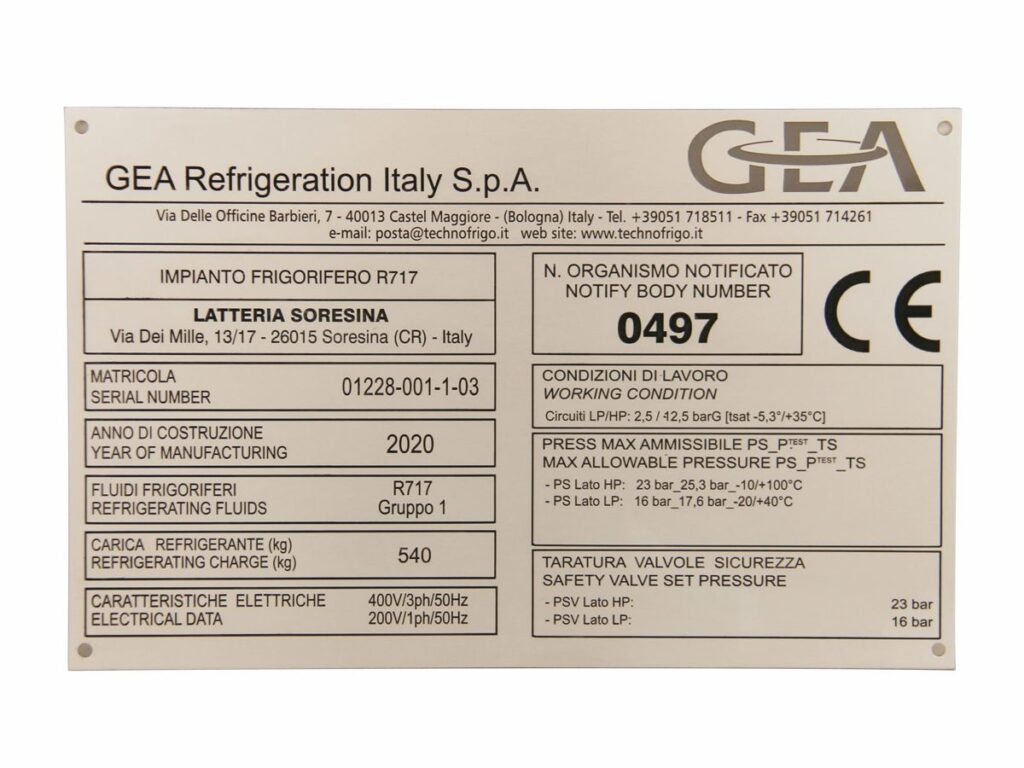 GEA
GEA Refrigeration Italy S.p.A.
Via Delle Officine Barbieri, 7 - 40013 Castel Maggiore - (Bologna) Italy - Tel. +39051 718511 - Fax +39051 714261
e-mail: posta@technofrigo.it web site: www.technofrigo.it
IMPIANTO FRIGORIFERO R717
LATTERIA SORESINA
Via Dei Mille, 13/17 - 26015 Soresina (CR) - Italy
MATRICOLA
SERIAL NUMBER
01228-001-1-03
ANNO DI COSTRUZIONE
YEAR OF MANUFACTURING
2020
FLUIDI FRIGORIFERI
REFRIGERATING FLUIDS
R717
Gruppo 1
CARICA REFRIGERANTE (kg)
REFRIGERATING CHARGE (kg)
540
CARATTERISTICHE ELETTRICHE
ELECTRICAL DATA
400V/3ph/50Hz
200V/1ph/50Hz
N. ORGANISMO NOTIFICATO
NOTIFY BODY NUMBER
0497
CE
CONDIZIONI DI LAVORO
WORKING CONDITION
Circuiti LP/HP: 2,5 / 12,5 barG [tsat -5,3°/+35°C]
PRESS MAX AMMISSIBILE PS_PTEST_TS
MAX ALLOWABLE PRESSURE PS_PTEST_TS
- PS Lato HP: 23 bar_25,3 bar_-10/+100°C
- PS Lato LP: 16 bar_17,6 bar_-20/+40°C
TARATURA VALVOLE SICUREZZA
SAFETY VALVE SET PRESSURE
- PSV Lato HP: 23 bar
- PSV Lato LP: 16 bar